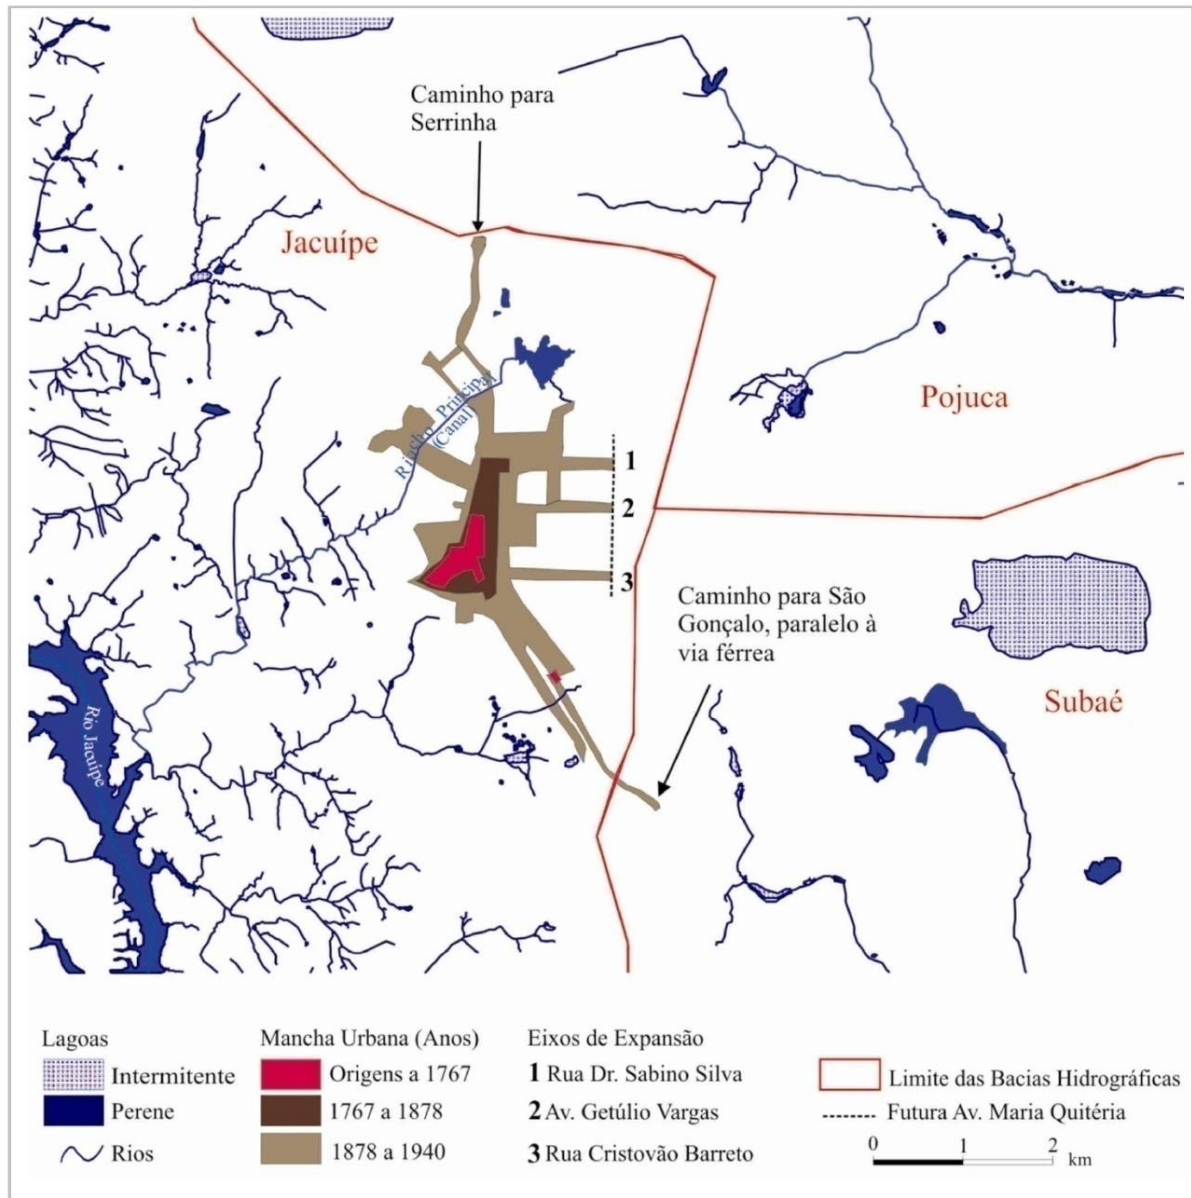 Caminho para
Serrinha
Jacuípe
Riacho Principal
(Canal)
Pojuca
1
2
3
Caminho para São
Gonçalo, paralelo à
via férrea
Subaé
Rio Jacuípe
Lagoas
Intermitente
Perene
Rios
Mancha Urbana (Anos)
Origens a 1767
1767 a 1878
1878 a 1940
Eixos de Expansão
1 Rua Dr. Sabino Silva
2 Av. Getúlio Vargas
3 Rua Cristovão Barreto
Limite das Bacias Hidrográficas
Futura Av. Maria Quitéria
0 1 2 km